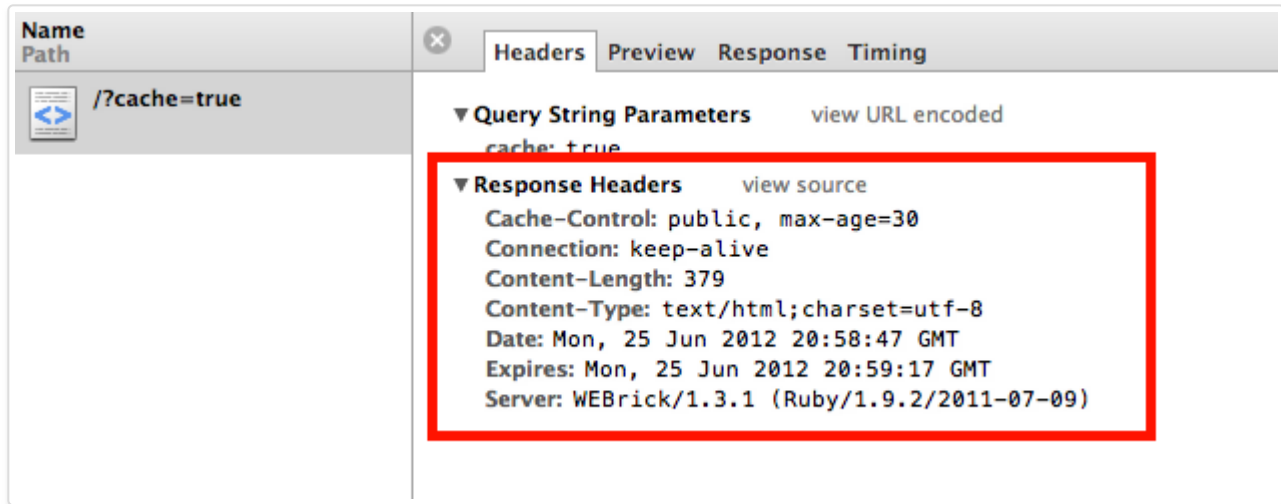 Name
Path
/?cache=true
Headers Preview Response Timing
▼Query String Parameters view URL encoded
cache: true
▼Response Headers view source
Cache-Control: public, max-age=30
Connection: keep-alive
Content-Length: 379
Content-Type: text/html;charset=utf-8
Date: Mon, 25 Jun 2012 20:58:47 GMT
Expires: Mon, 25 Jun 2012 20:59:17 GMT
Server: WEBrick/1.3.1 (Ruby/1.9.2/2011-07-09)